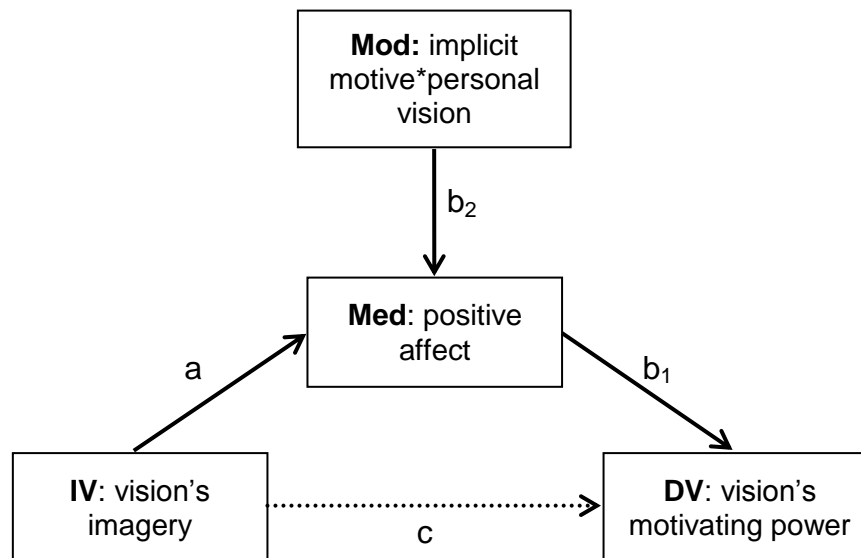 Mod: implicit
motive*personal
vision
b₂
Med: positive
affect
a
b₁
IV: vision's
imagery
c
DV: vision's
motivating power